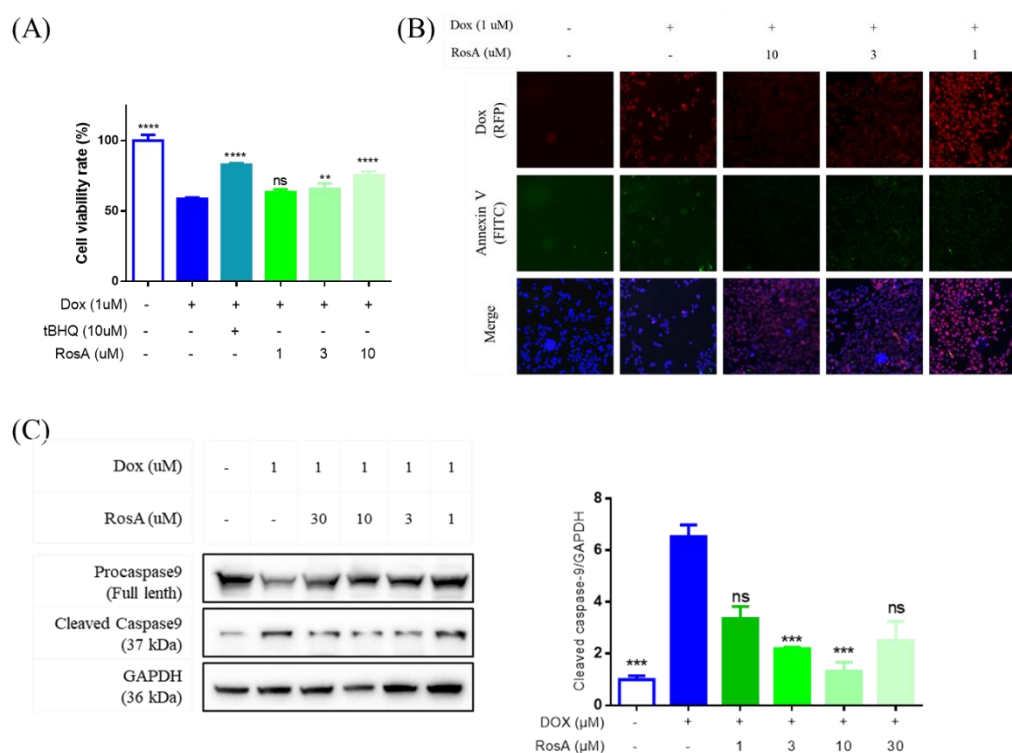 (A)
Cell viability rate (%)
100
50
0
****
****
ns
**
****
Dox (1uM) - + + + + +
tBHQ (10uM) - - + - - -
RosA (uM) - - - 1 3 10
(B)
Dox (1 uM) - + + + +
RosA (uM) - - 10 3 1
Dox
(RFP)
Annexin V
(FITC)
Merge
(C)
Dox (uM) - 1 1 1 1 1
RosA (uM) - - 30 10 3 1
Procaspase9
(Full lenth)
Cleaved Caspase9
(37 kDa)
GAPDH
(36 kDa)
Cleaved caspase-9/GAPDH
8
6
4
2
0
***
ns
***
***
ns
DOX (μM) - + + + + +
RosA (μM) - - 1 3 10 30